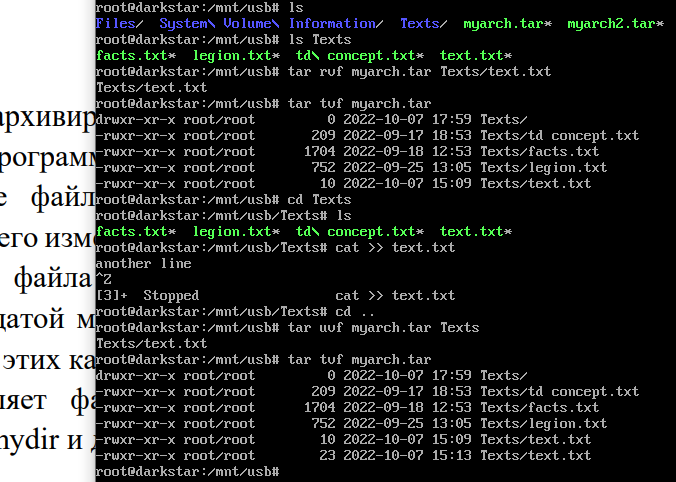 root@darkstar:/mnt/usb# ls
Files/  System\ Volume\ Information/  Texts/  myarch.tar*  myarch2.tar*
root@darkstar:/mnt/usb# ls Texts
facts.txt*  legion.txt*  td\ concept.txt*  text.txt*
root@darkstar:/mnt/usb# tar rvf myarch.tar Texts/text.txt
Texts/text.txt
root@darkstar:/mnt/usb# tar tvf myarch.tar
drwxr-xr-x root/root         0 2022-10-07 17:59 Texts/
-rwxr-xr-x root/root       209 2022-09-17 18:53 Texts/td concept.txt
-rwxr-xr-x root/root      1704 2022-09-18 12:53 Texts/facts.txt
-rwxr-xr-x root/root       752 2022-09-25 13:05 Texts/legion.txt
-rwxr-xr-x root/root        10 2022-10-07 15:09 Texts/text.txt
root@darkstar:/mnt/usb# cd Texts
root@darkstar:/mnt/usb/Texts# ls
facts.txt*  legion.txt*  td\ concept.txt*  text.txt*
root@darkstar:/mnt/usb/Texts# cat >> text.txt
another line
^Z
[3]+  Stopped                 cat >> text.txt
root@darkstar:/mnt/usb/Texts# cd ..
root@darkstar:/mnt/usb# tar uvf myarch.tar Texts
Texts/text.txt
root@darkstar:/mnt/usb# tar tvf myarch.tar
drwxr-xr-x root/root         0 2022-10-07 17:59 Texts/
-rwxr-xr-x root/root       209 2022-09-17 18:53 Texts/td concept.txt
-rwxr-xr-x root/root      1704 2022-09-18 12:53 Texts/facts.txt
-rwxr-xr-x root/root       752 2022-09-25 13:05 Texts/legion.txt
-rwxr-xr-x root/root        10 2022-10-07 15:09 Texts/text.txt
-rwxr-xr-x root/root        23 2022-10-07 15:13 Texts/text.txt
root@darkstar:/mnt/usb#
архивир
рограмм
е файл
его изме
файла
цатой м
этих ка
ляет фа
mydir и д